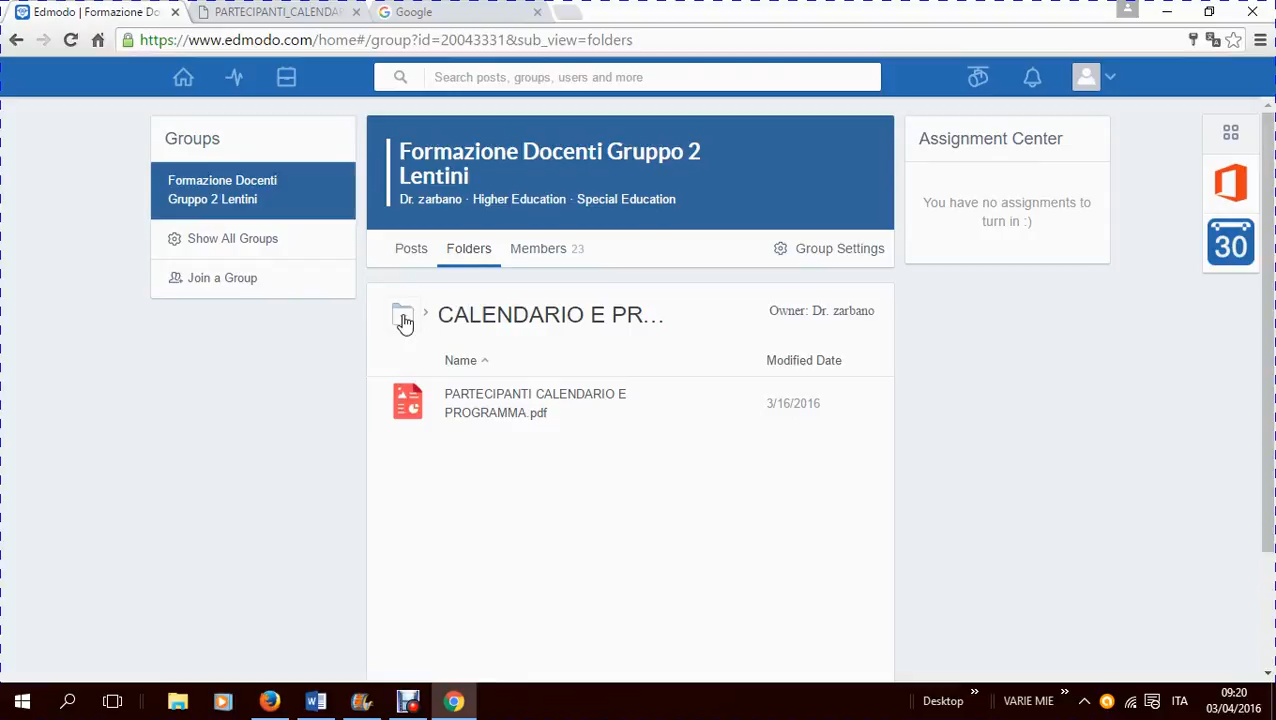 Edmodo | Formazione Do
PARTECIPANTI_CALENDAR
Google
https://www.edmodo.com/home#/group?id=20043331&sub_view=folders
Search posts, groups, users and more
Groups
Formazione Docenti
Gruppo 2 Lentini
Show All Groups
Join a Group
Formazione Docenti Gruppo 2
Lentini
Dr. zarbano · Higher Education · Special Education
Posts
Folders
Members 23
Group Settings
Assignment Center
You have no assignments to
turn in :)
30
CALENDARIO E PR...
Owner: Dr. zarbano
Name
Modified Date
PARTECIPANTI CALENDARIO E
PROGRAMMA.pdf
3/16/2016
Desktop
VARIE MIE
ITA
09:20
03/04/2016